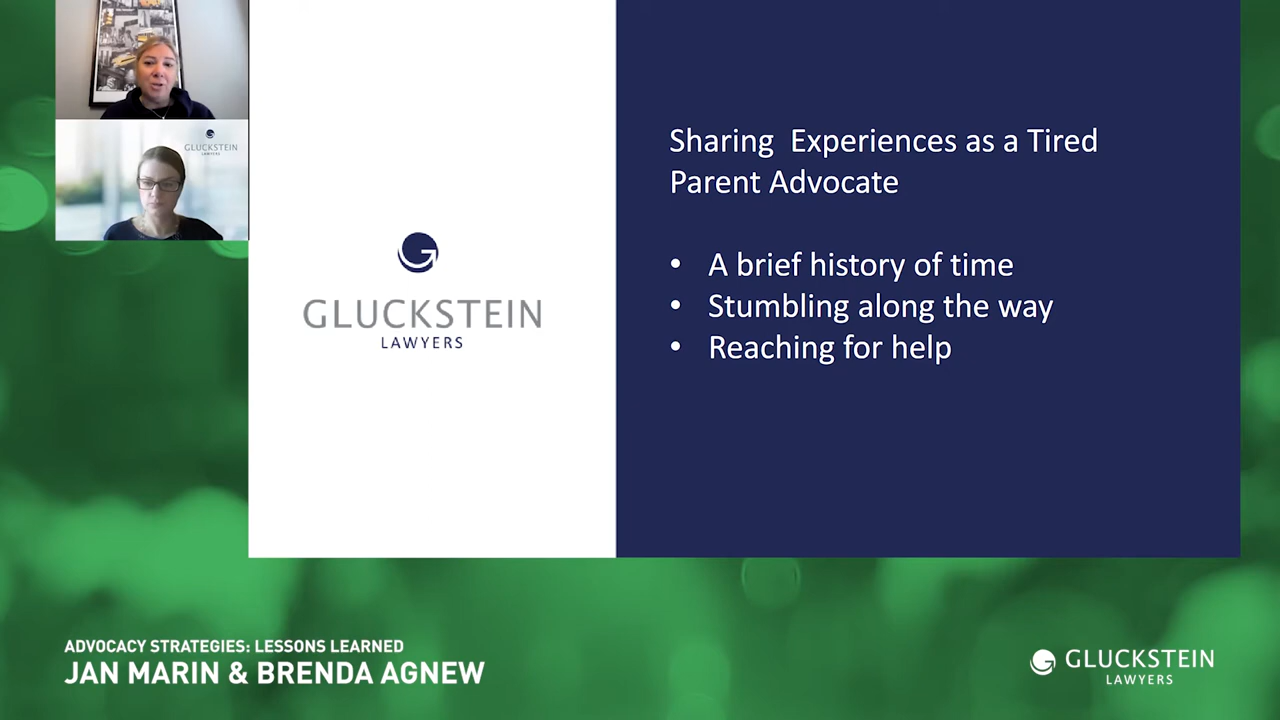 GLUCKSTEIN
LAWYERS
GLUCKSTEIN
LAWYERS
Sharing Experiences as a Tired
Parent Advocate
• A brief history of time
• Stumbling along the way
• Reaching for help
ADVOCACY STRATEGIES: LESSONS LEARNED
JAN MARIN & BRENDA AGNEW
GLUCKSTEIN
LAWYERS